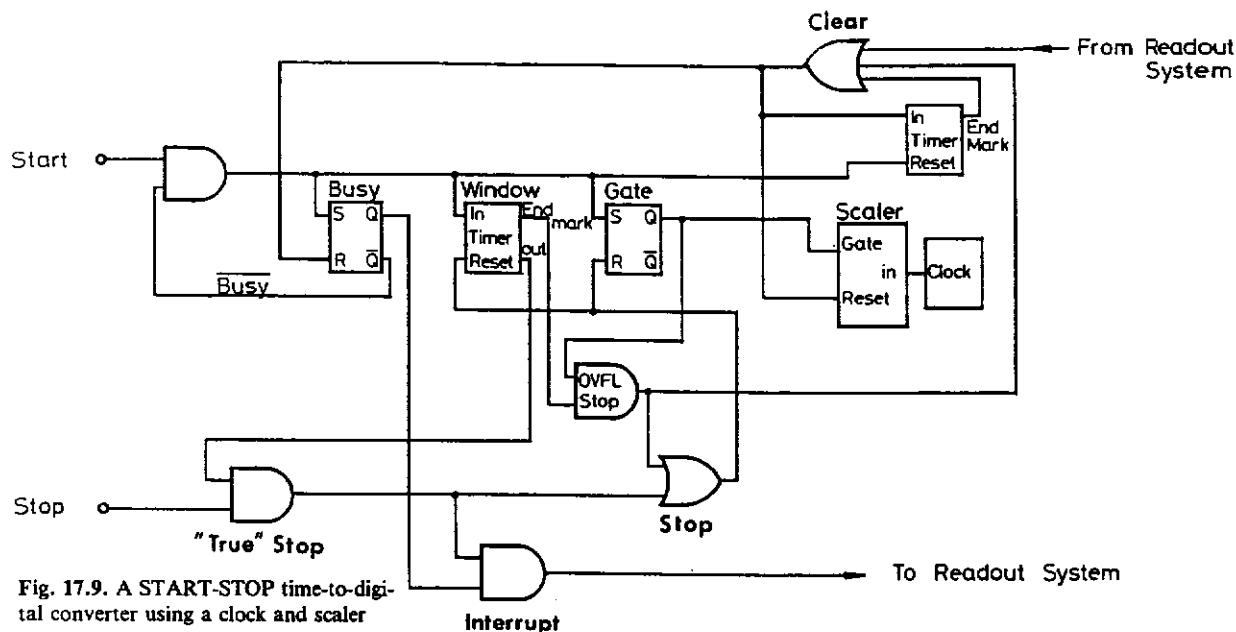 Clear
From Readout
System
In
Timer
Reset
End
Mark
Start
Busy
S Q
R Q̅
B̅u̅s̅y̅
Window
In
Timer
Reset
End
mark
out
Gate
S Q
R Q̅
Scaler
Gate
in
Reset
Clock
OVFL
Stop
Stop
"True" Stop
Stop
Interrupt
To Readout System
Fig. 17.9. A START-STOP time-to-digi-
tal converter using a clock and scaler